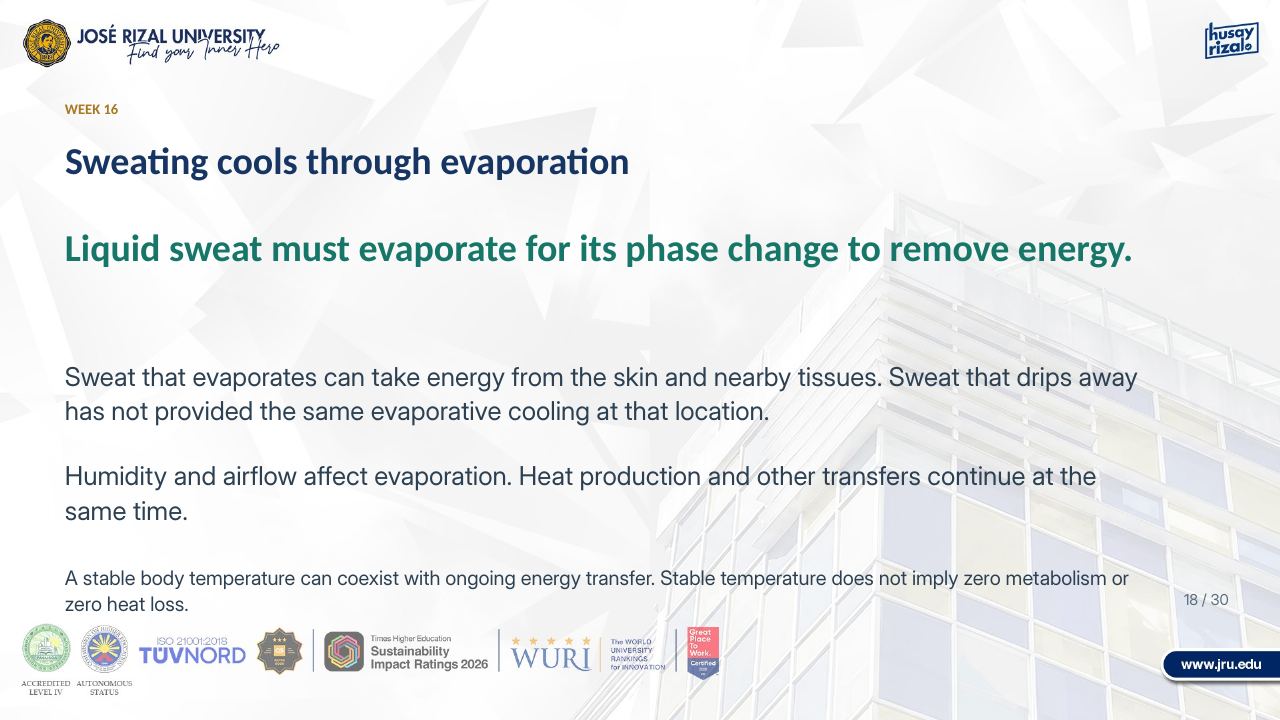 JOSÉ RIZAL UNIVERSITY
Find your Inner Hero
husay
rizal
WEEK 16
Sweating cools through evaporation
Liquid sweat must evaporate for its phase change to remove energy.
Sweat that evaporates can take energy from the skin and nearby tissues. Sweat that drips away
has not provided the same evaporative cooling at that location.
Humidity and airflow affect evaporation. Heat production and other transfers continue at the
same time.
A stable body temperature can coexist with ongoing energy transfer. Stable temperature does not imply zero metabolism or
zero heat loss.
18 / 30
ACCREDITED
LEVEL IV
AUTONOMOUS
STATUS
ISO 21001:2018
TÜVNORD
Times Higher Education
Sustainability
Impact Ratings 2026
WURI
The WORLD
UNIVERSITY
RANKINGS
for INNOVATION
Great
Place
To
Work.
Certified
www.jru.edu